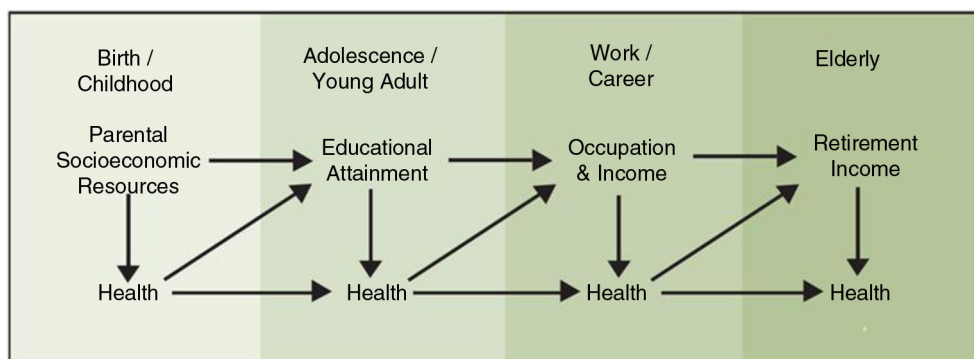 Birth /
Childhood
Adolescence /
Young Adult
Work /
Career
Elderly
Parental
Socioeconomic
Resources
Educational
Attainment
Occupation
& Income
Retirement
Income
Health
Health
Health
Health